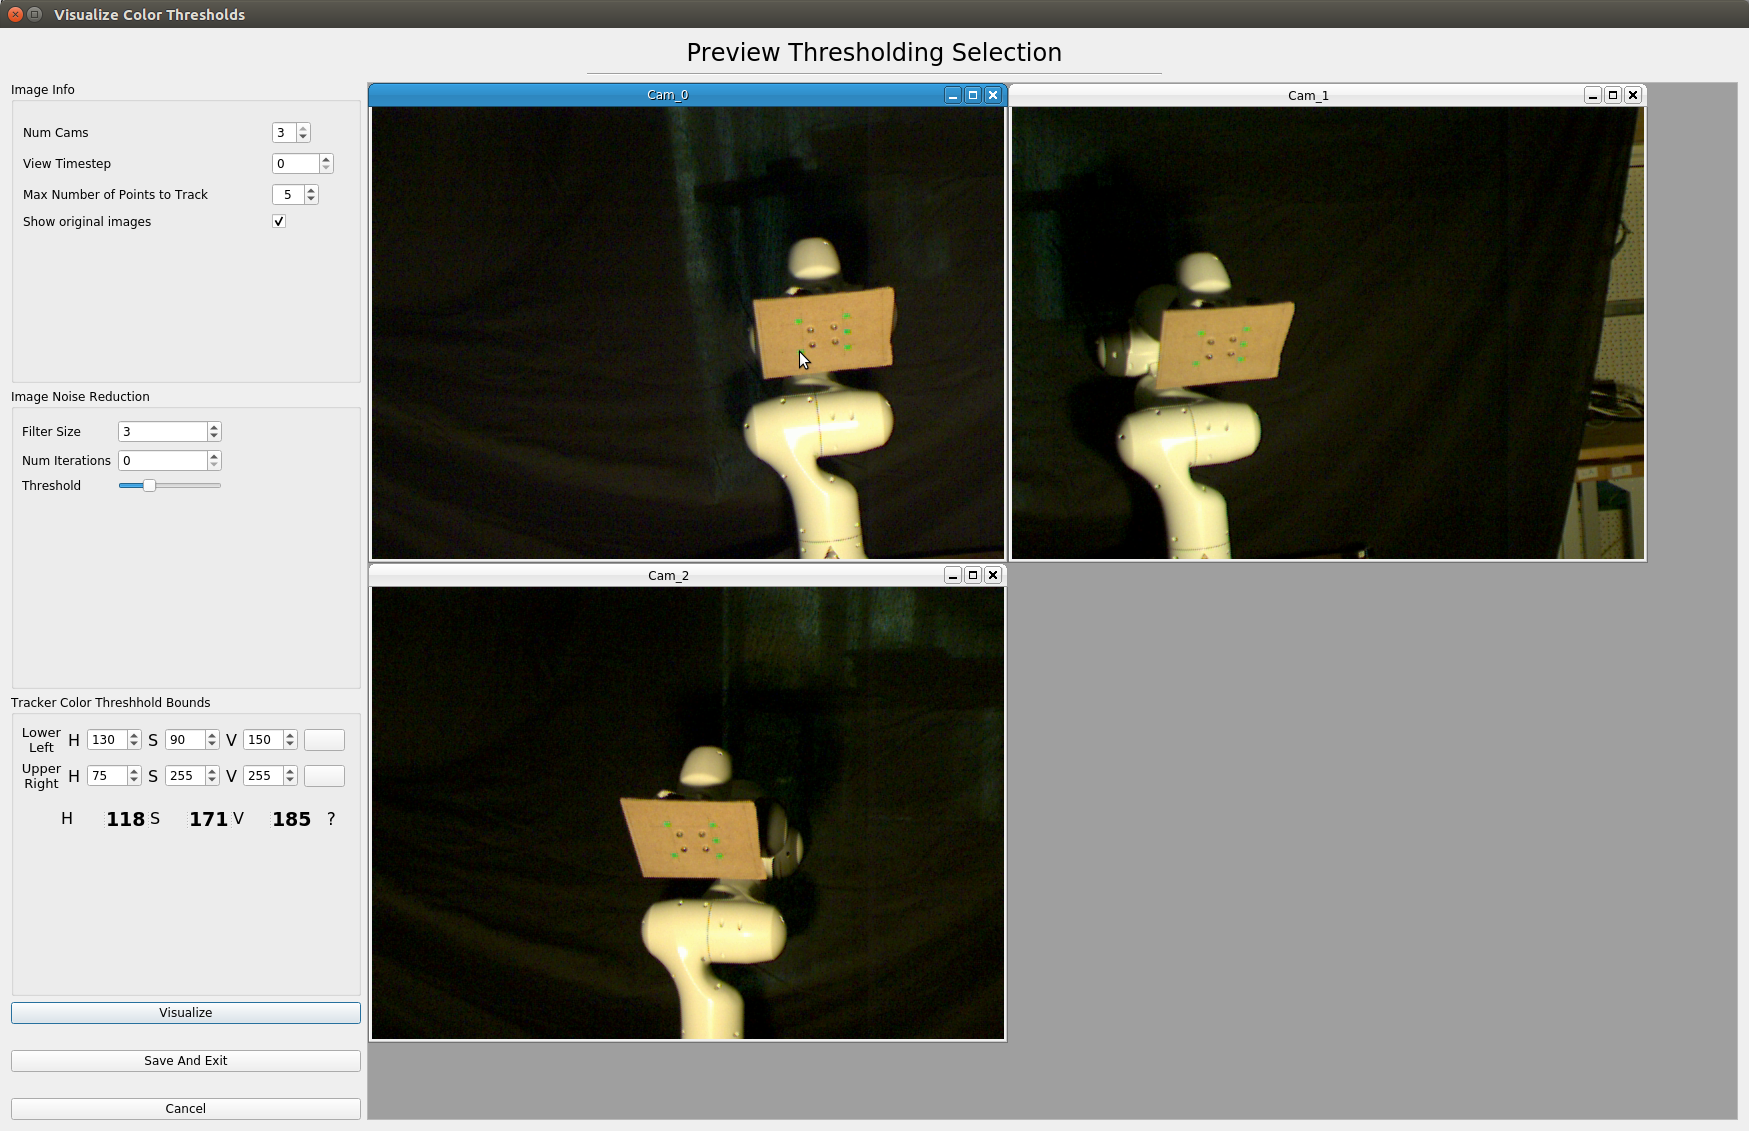 Visualize Color Thresholds
Preview Thresholding Selection
Image Info
Num Cams 3
View Timestep 0
Max Number of Points to Track 5
Show original images
Image Noise Reduction
Filter Size 3
Num Iterations 0
Threshold
Tracker Color Threshhold Bounds
Lower Left H 130 S 90 V 150
Upper Right H 75 S 255 V 255
H 118 S 171 V 185 ?
Visualize
Save And Exit
Cancel
Cam_0
Cam_1
Cam_2